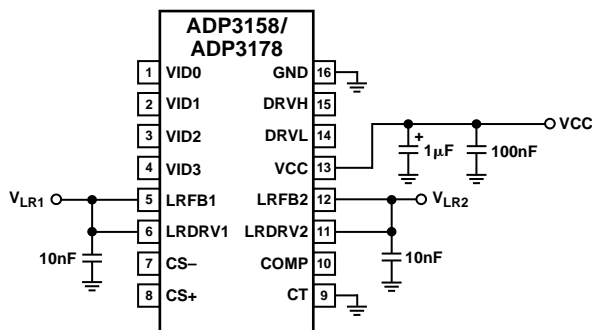 ADP3158/
ADP3178
1 VID0 GND 16
2 VID1 DRVH 15
3 VID2 DRVL 14
4 VID3 VCC 13
5 LRFB1 LRFB2 12
6 LRDRV1 LRDRV2 11
7 CS– COMP 10
8 CS+ CT 9
VCC
+
1μF
100nF
VLR1
10nF
VLR2
10nF